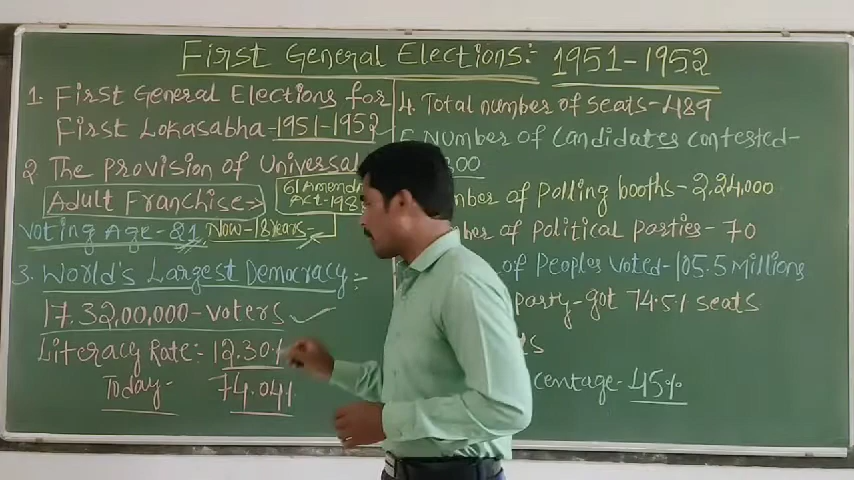 First General Elections:- 1951-1952
1. First General Elections for
First Lokasabha-1951-1952
2 The provision of Universal
Adult Franchise→
61 Amendm
Act-198
Voting Age-21, Now-18 Years-
3. World's Largest Democracy:-
17,32,00,000-voters
Literacy Rate:- 12.30%
Today- 74.04%
4. Total number of seats-489
Number of Candidates contested-
00
mber of Polling booths-2,24,000
ber of Political parties-70
of Peoples Voted-105.5 Millions
party-got 74.5% seats
ts
centage-45%